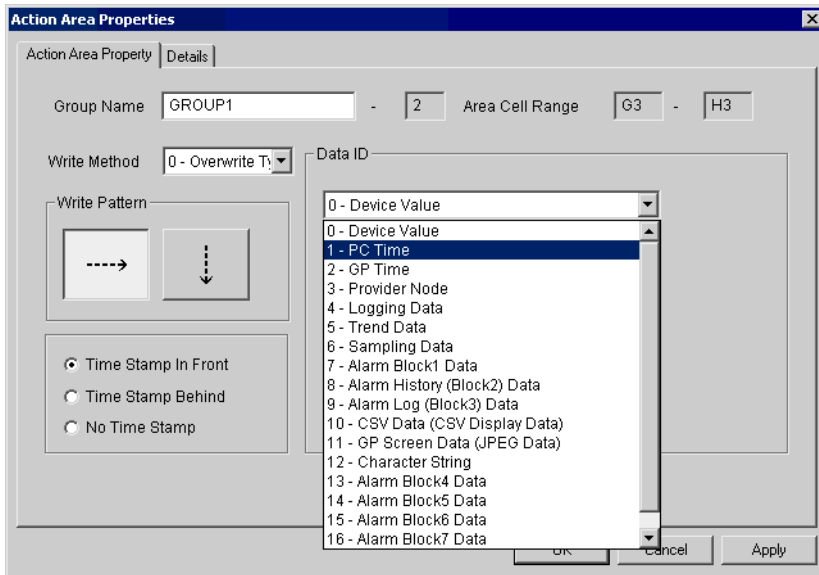 Action Area Properties
Action Area Property Details
Group Name GROUP1 - 2 Area Cell Range G3 - H3
Write Method 0 - Overwrite Ty
Data ID
Write Pattern
0 - Device Value
0 - Device Value
1 - PC Time
2 - GP Time
3 - Provider Node
4 - Logging Data
5 - Trend Data
6 - Sampling Data
7 - Alarm Block1 Data
8 - Alarm History (Block2) Data
9 - Alarm Log (Block3) Data
10 - CSV Data (CSV Display Data)
11 - GP Screen Data (JPEG Data)
12 - Character String
13 - Alarm Block4 Data
14 - Alarm Block5 Data
15 - Alarm Block6 Data
16 - Alarm Block7 Data
Time Stamp In Front
Time Stamp Behind
No Time Stamp
OK Cancel Apply